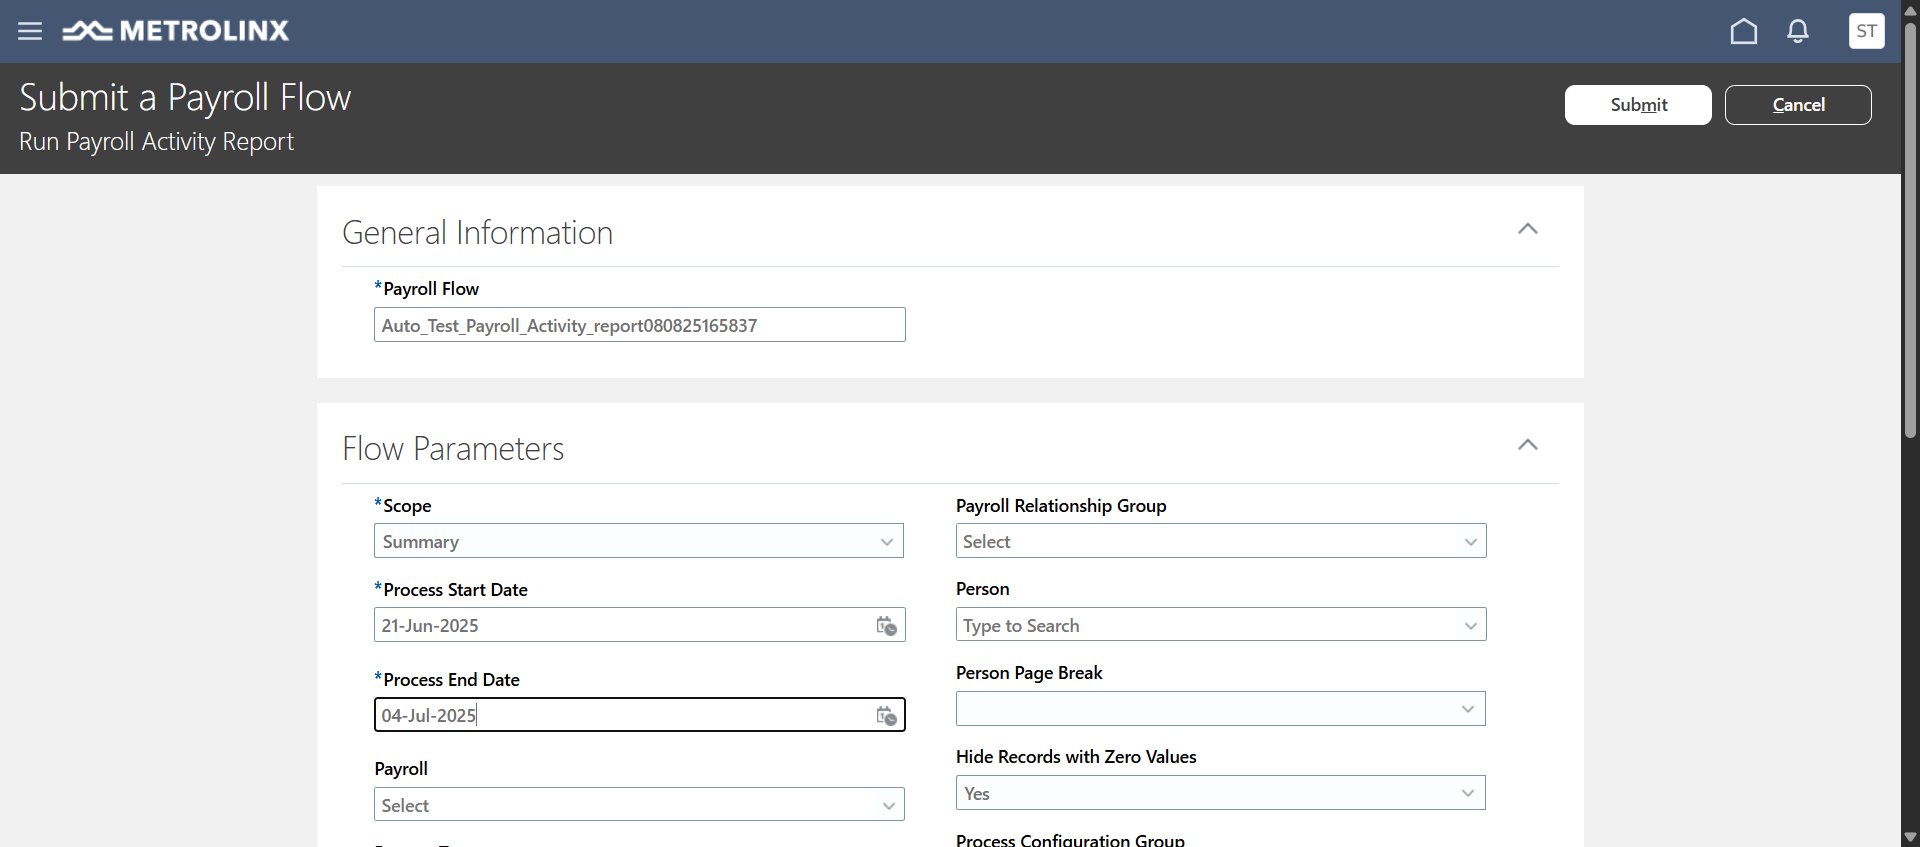 METROLINX
ST
Submit a Payroll Flow
Run Payroll Activity Report
Submit
Cancel
General Information
*Payroll Flow
Auto_Test_Payroll_Activity_report080825165837
Flow Parameters
*Scope
Summary
*Process Start Date
21-Jun-2025
*Process End Date
04-Jul-2025
Payroll
Select
Payroll Relationship Group
Select
Person
Type to Search
Person Page Break
Hide Records with Zero Values
Yes
Process Configuration Group